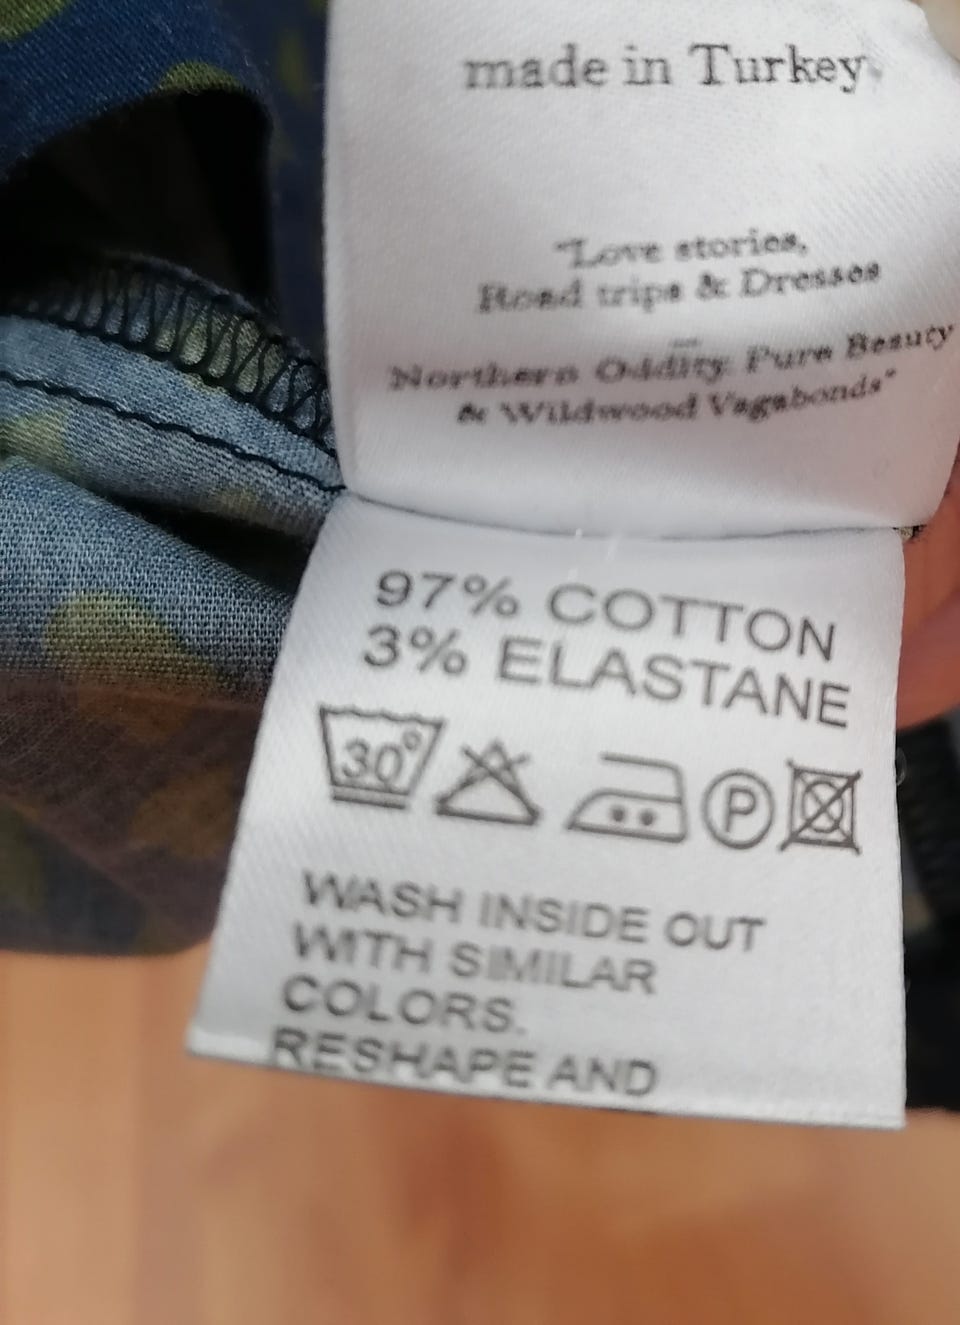 made in Turkey
"Love stories,
Road trips & Dresses
–
Northern Oddity, Pure Beauty
& Wildwood Vagabonds"
97% COTTON
3% ELASTANE
30° P
WASH INSIDE OUT
WITH SIMILAR
COLORS.
RESHAPE AND